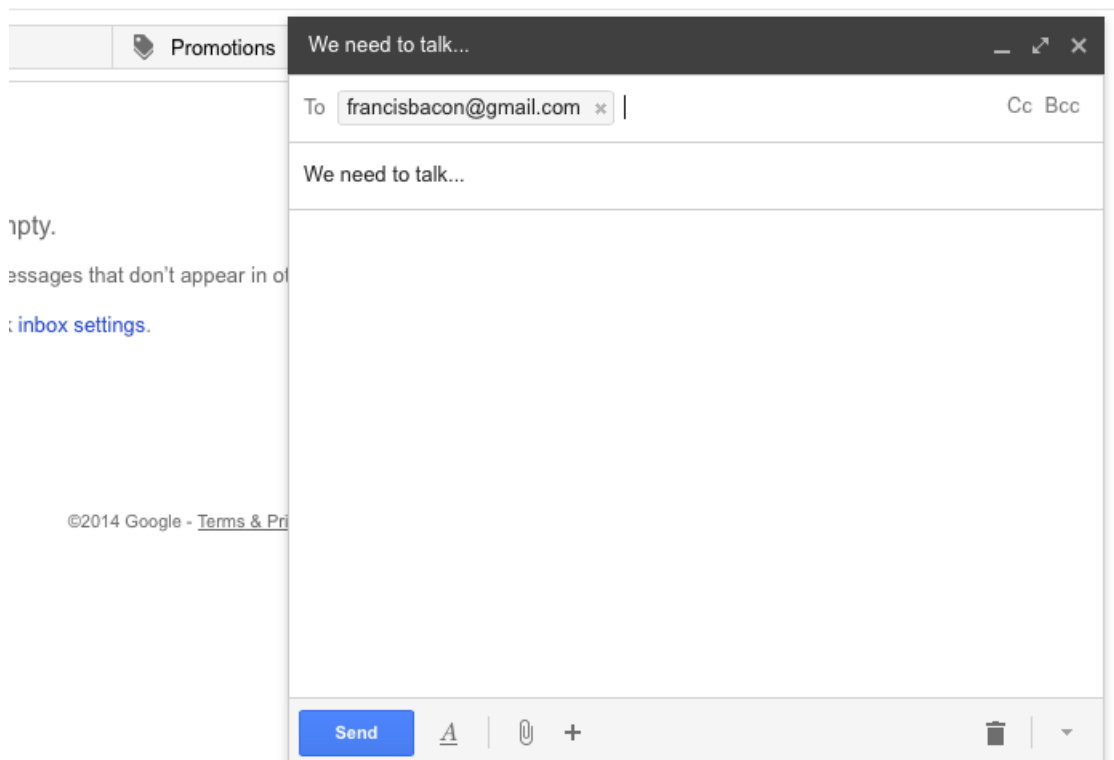 Promotions
We need to talk...
To francisbacon@gmail.com × Cc Bcc
We need to talk...
npty.
essages that don't appear in of
k inbox settings.
©2014 Google - Terms & Pri
Send A